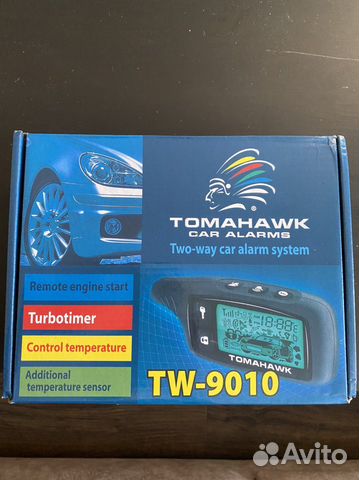 TOMAHAWK
CAR ALARMS
Two-way car alarm system
Remote engine start
Turbotimer
Control temperature
Additional
temperature sensor
TOMAHAWK
TW-9010
Avito